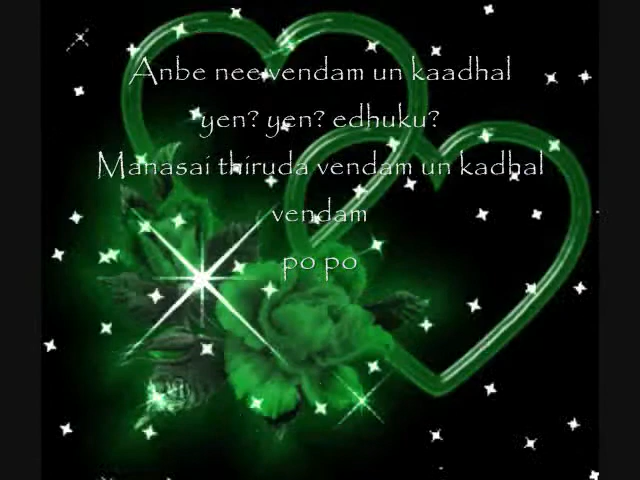 Anbe nee vendam un kaadhal
yen? yen? edhuku?
Manasai thiruda vendam un kadhal
vendam
po po